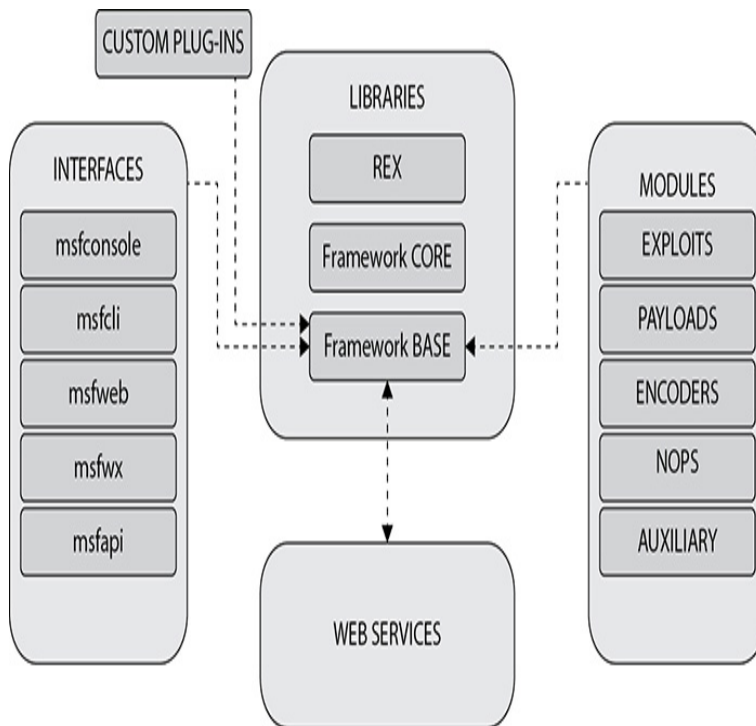 CUSTOM PLUG-INS
INTERFACES
msfconsole
msfcli
msfweb
msfwx
msfapi
LIBRARIES
REX
Framework CORE
Framework BASE
MODULES
EXPLOITS
PAYLOADS
ENCODERS
NOPS
AUXILIARY
WEB SERVICES